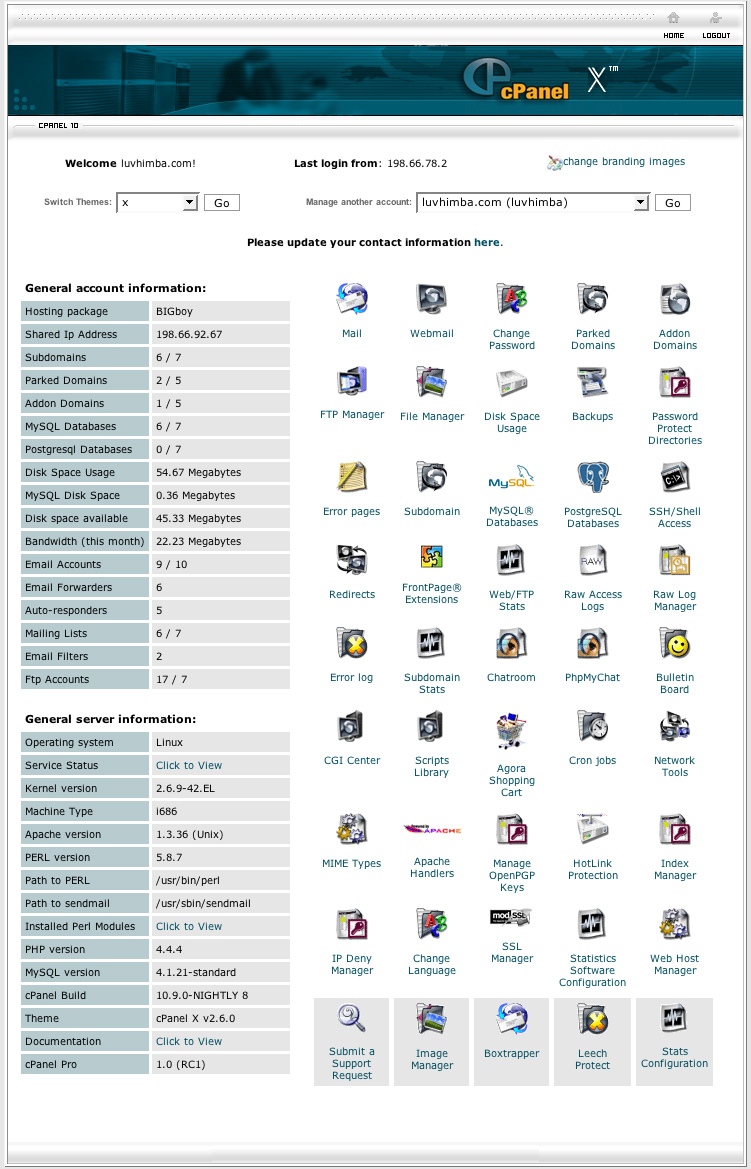 HOME LOGOUT
cPanel X™
CPANEL 10
Welcome luvhimba.com! Last login from: 198.66.78.2 change branding images
Switch Themes: x Go Manage another account: luvhimba.com (luvhimba) Go
Please update your contact information here.
General account information:
Hosting package BIGboy
Shared Ip Address 198.66.92.67
Subdomains 6 / 7
Parked Domains 2 / 5
Addon Domains 1 / 5
MySQL Databases 6 / 7
Postgresql Databases 0 / 7
Disk Space Usage 54.67 Megabytes
MySQL Disk Space 0.36 Megabytes
Disk space available 45.33 Megabytes
Bandwidth (this month) 22.23 Megabytes
Email Accounts 9 / 10
Email Forwarders 6
Auto-responders 5
Mailing Lists 6 / 7
Email Filters 2
Ftp Accounts 17 / 7
General server information:
Operating system Linux
Service Status Click to View
Kernel version 2.6.9-42.EL
Machine Type i686
Apache version 1.3.36 (Unix)
PERL version 5.8.7
Path to PERL /usr/bin/perl
Path to sendmail /usr/sbin/sendmail
Installed Perl Modules Click to View
PHP version 4.4.4
MySQL version 4.1.21-standard
cPanel Build 10.9.0-NIGHTLY 8
Theme cPanel X v2.6.0
Documentation Click to View
cPanel Pro 1.0 (RC1)
Mail
Webmail
Change
Password
Parked
Domains
Addon
Domains
FTP Manager
File Manager
Disk Space
Usage
Backups
Password
Protect
Directories
Error pages
Subdomain
MySQL
MySQL®
Databases
PostgreSQL
Databases
C:\>
SSH/Shell
Access
Redirects
FrontPage®
Extensions
Web/FTP
Stats
RAW
Raw Access
Logs
Raw Log
Manager
Error log
Subdomain
Stats
Chatroom
PhpMyChat
Bulletin
Board
CGI Center
Scripts
Library
Agora
Shopping
Cart
Cron jobs
Network
Tools
MIME Types
Powered by
APACHE
Apache
Handlers
Manage
OpenPGP
Keys
HotLink
Protection
Index
Manager
IP Deny
Manager
Change
Language
mod SSL
SSL
Manager
Statistics
Software
Configuration
Web Host
Manager
Submit a
Support
Request
Image
Manager
Boxtrapper
Leech
Protect
Stats
Configuration